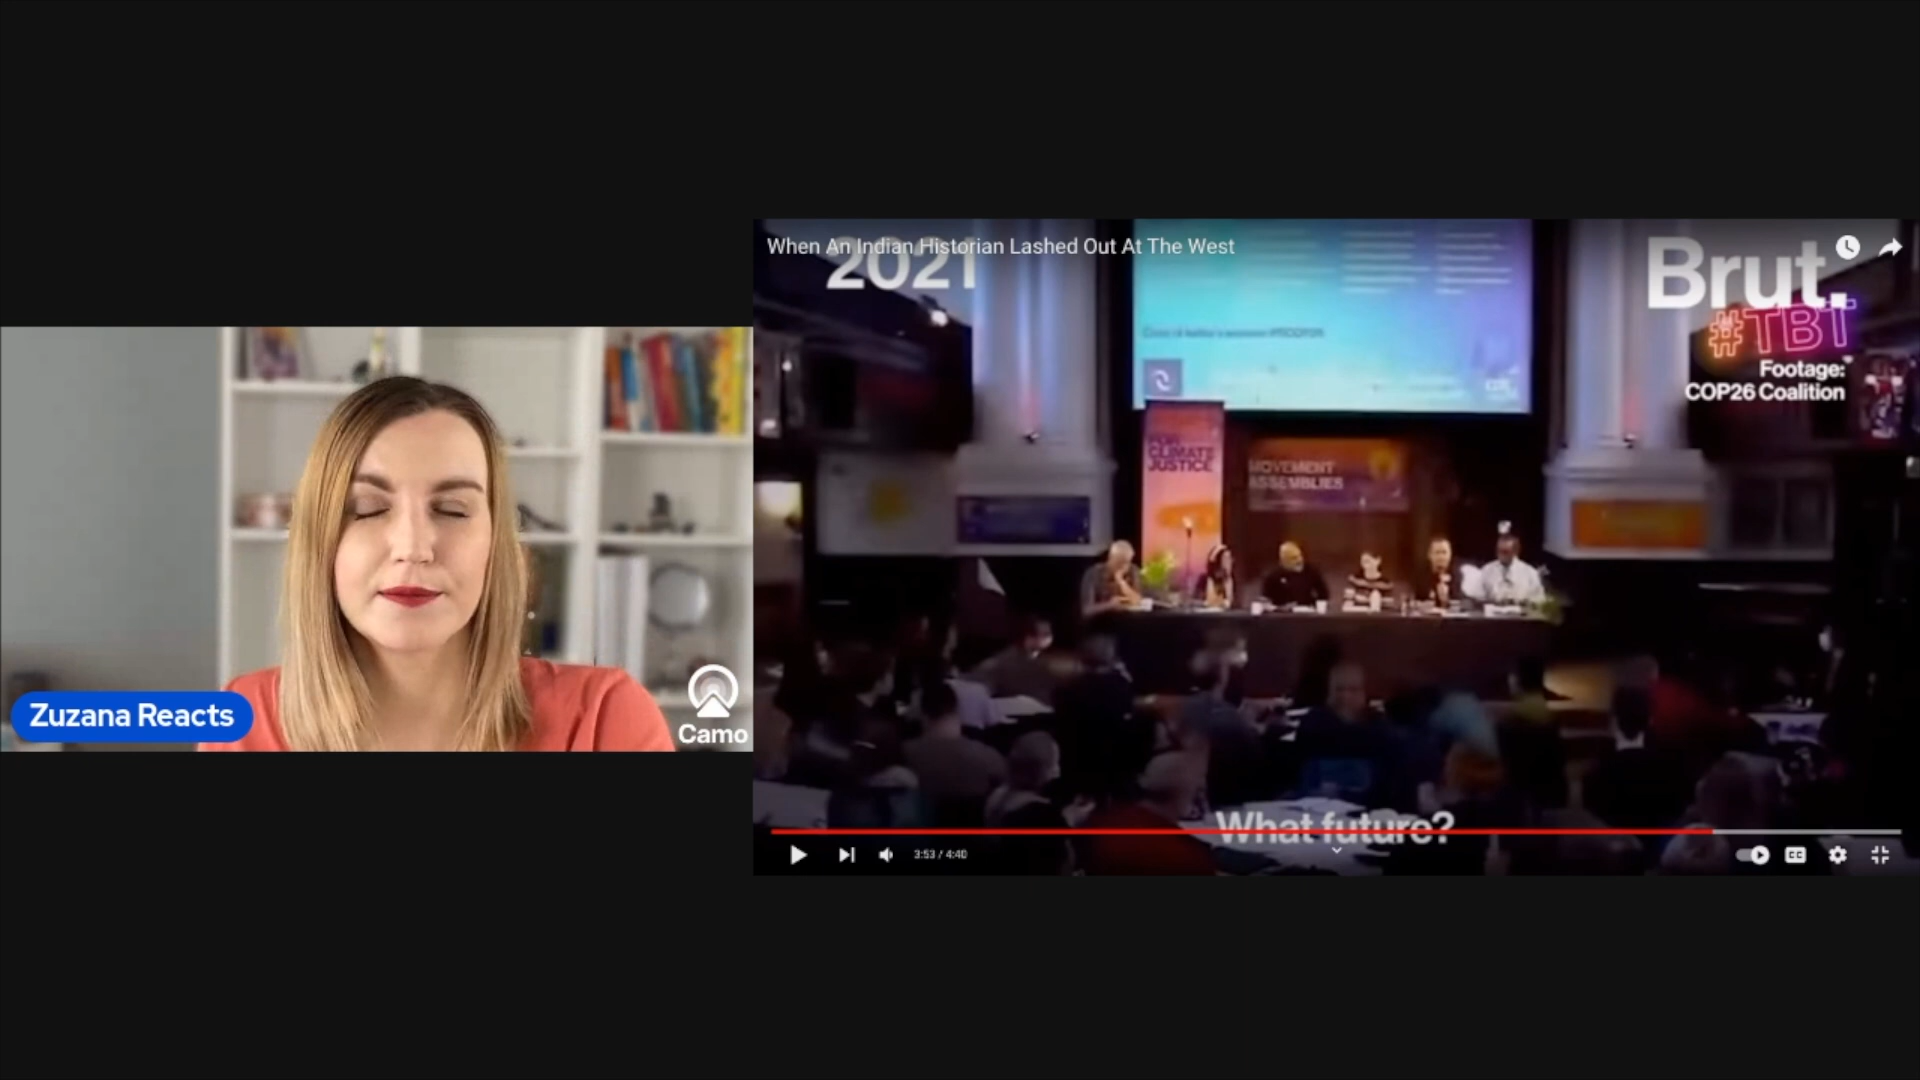 Zuzana Reacts
Camo
When An Indian Historian Lashed Out At The West
2021
Brut.
#TBT
Footage:
COP26 Coalition
FOR
CLIMATE
JUSTICE
MOVEMENT
ASSEMBLIES
What future?
3:53 / 4:40
CC